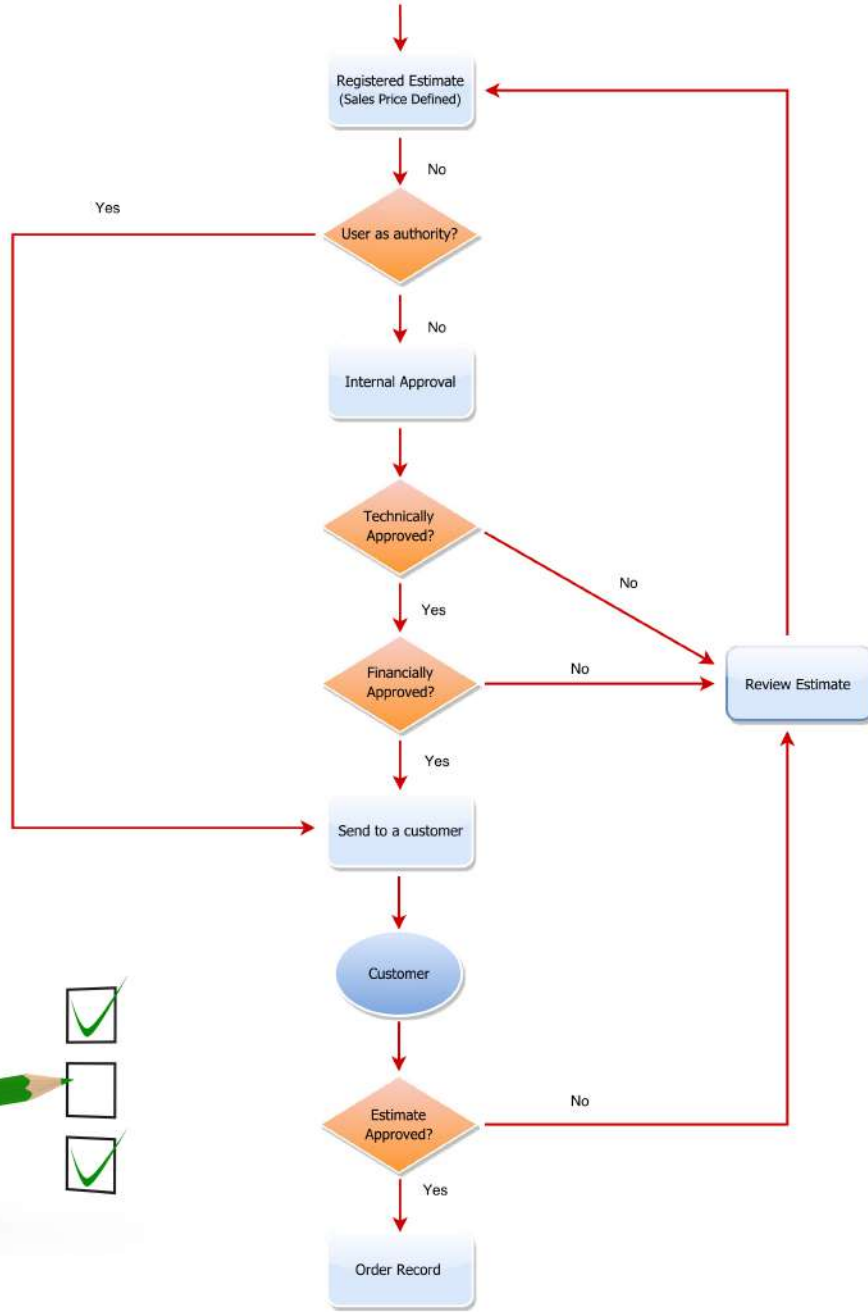 Registered Estimate
(Sales Price Defined)
No
Yes
User as authority?
No
Internal Approval
Technically
Approved?
No
Yes
Financially
Approved?
No
Review Estimate
Yes
Send to a customer
Customer
Estimate
Approved?
No
Yes
Order Record